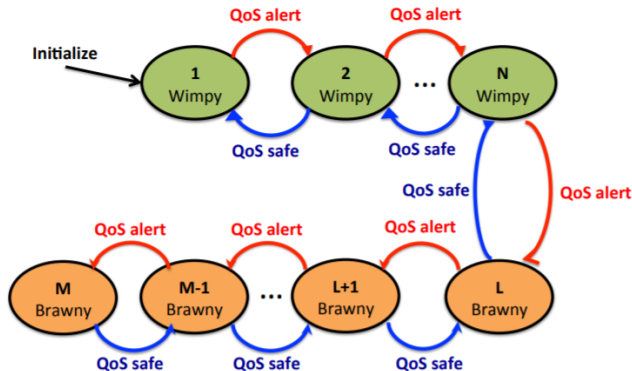 QoS alert
QoS alert
Initialize
1
Wimpy
2
Wimpy
...
N
Wimpy
QoS safe
QoS safe
QoS safe
QoS alert
QoS alert
QoS alert
QoS alert
M
Brawny
M-1
Brawny
...
L+1
Brawny
L
Brawny
QoS safe
QoS safe
QoS safe